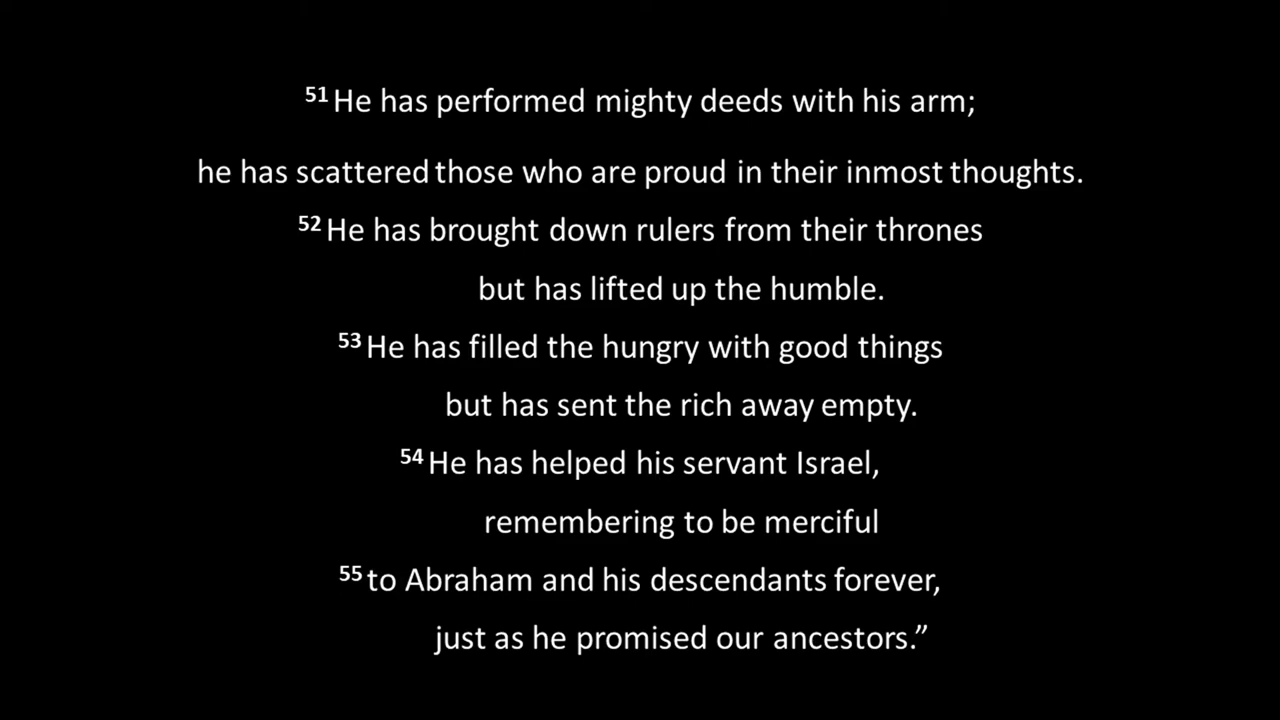 51 He has performed mighty deeds with his arm;
he has scattered those who are proud in their inmost thoughts.
52 He has brought down rulers from their thrones
but has lifted up the humble.
53 He has filled the hungry with good things
but has sent the rich away empty.
54 He has helped his servant Israel,
remembering to be merciful
55 to Abraham and his descendants forever,
just as he promised our ancestors.”